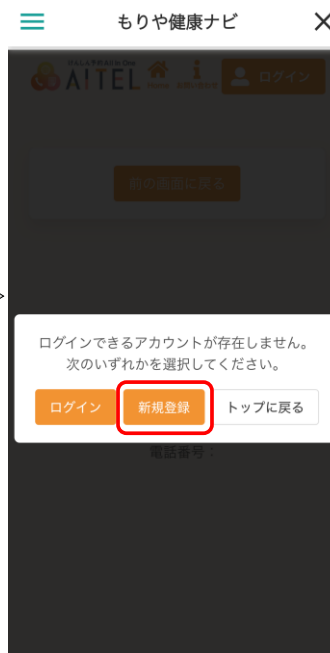 もりや健康ナビ
AITEL
ログイン
前の画面に戻る
ログインできるアカウントが存在しません。
次のいずれかを選択してください。
ログイン 新規登録 トップに戻る
電話番号：